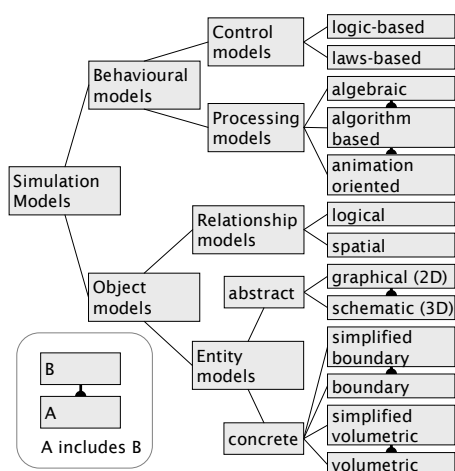 Simulation
Models
Behavioural
models
Object
models
Control
models
Processing
models
Relationship
models
Entity
models
abstract
concrete
logic-based
laws-based
algebraic
algorithm
based
animation
oriented
logical
spatial
graphical (2D)
schematic (3D)
simplified
boundary
boundary
simplified
volumetric
volumetric
B
A
A includes B